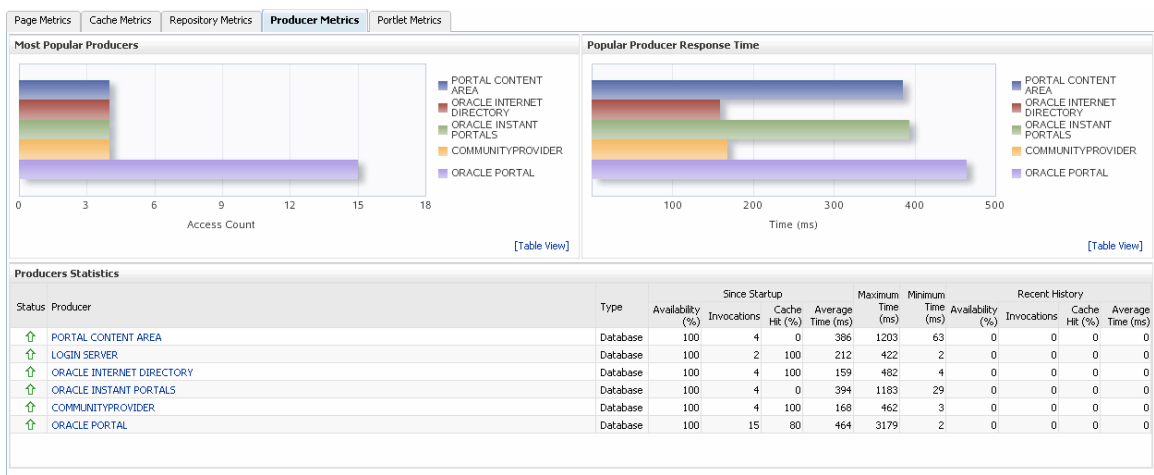 Page Metrics Cache Metrics Repository Metrics Producer Metrics Portlet Metrics
Most Popular Producers
PORTAL CONTENT
AREA
ORACLE INTERNET
DIRECTORY
ORACLE INSTANT
PORTALS
COMMUNITYPROVIDER
ORACLE PORTAL
0 3 6 9 12 15 18
Access Count
[Table View]
Popular Producer Response Time
PORTAL CONTENT
AREA
ORACLE INTERNET
DIRECTORY
ORACLE INSTANT
PORTALS
COMMUNITYPROVIDER
ORACLE PORTAL
100 200 300 400 500
Time (ms)
[Table View]
Producers Statistics
Status Producer Type Since Startup Maximum Time (ms) Minimum Time (ms) Recent History
Availability (%) Invocations Cache Hit (%) Average Time (ms) Availability (%) Invocations Cache Hit (%) Average Time (ms)
PORTAL CONTENT AREA Database 100 4 0 386 1203 63 0 0 0 0
LOGIN SERVER Database 100 2 100 212 422 2 0 0 0 0
ORACLE INTERNET DIRECTORY Database 100 4 100 159 482 4 0 0 0 0
ORACLE INSTANT PORTALS Database 100 4 0 394 1183 29 0 0 0 0
COMMUNITYPROVIDER Database 100 4 100 168 462 3 0 0 0 0
ORACLE PORTAL Database 100 15 80 464 3179 2 0 0 0 0